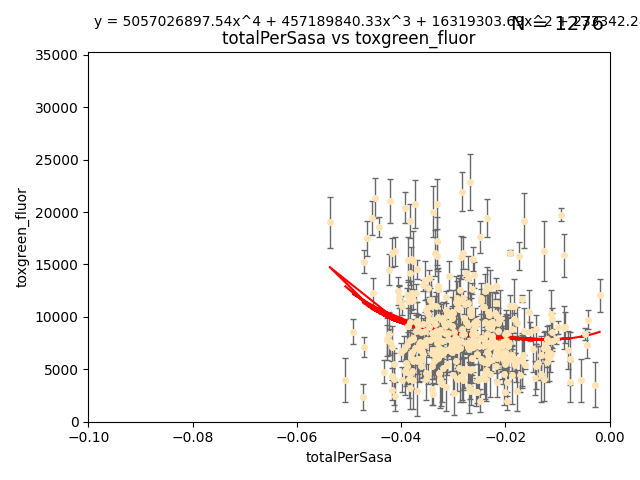 y = 5057026897.54x^4 + 457189840.33x^3 + 16319303.6
N = 1276
totalPerSasa vs toxgreen_fluor
toxgreen_fluor
35000
30000
25000
20000
15000
10000
5000
0
−0.10 −0.08 −0.06 −0.04 −0.02 0.00
totalPerSasa